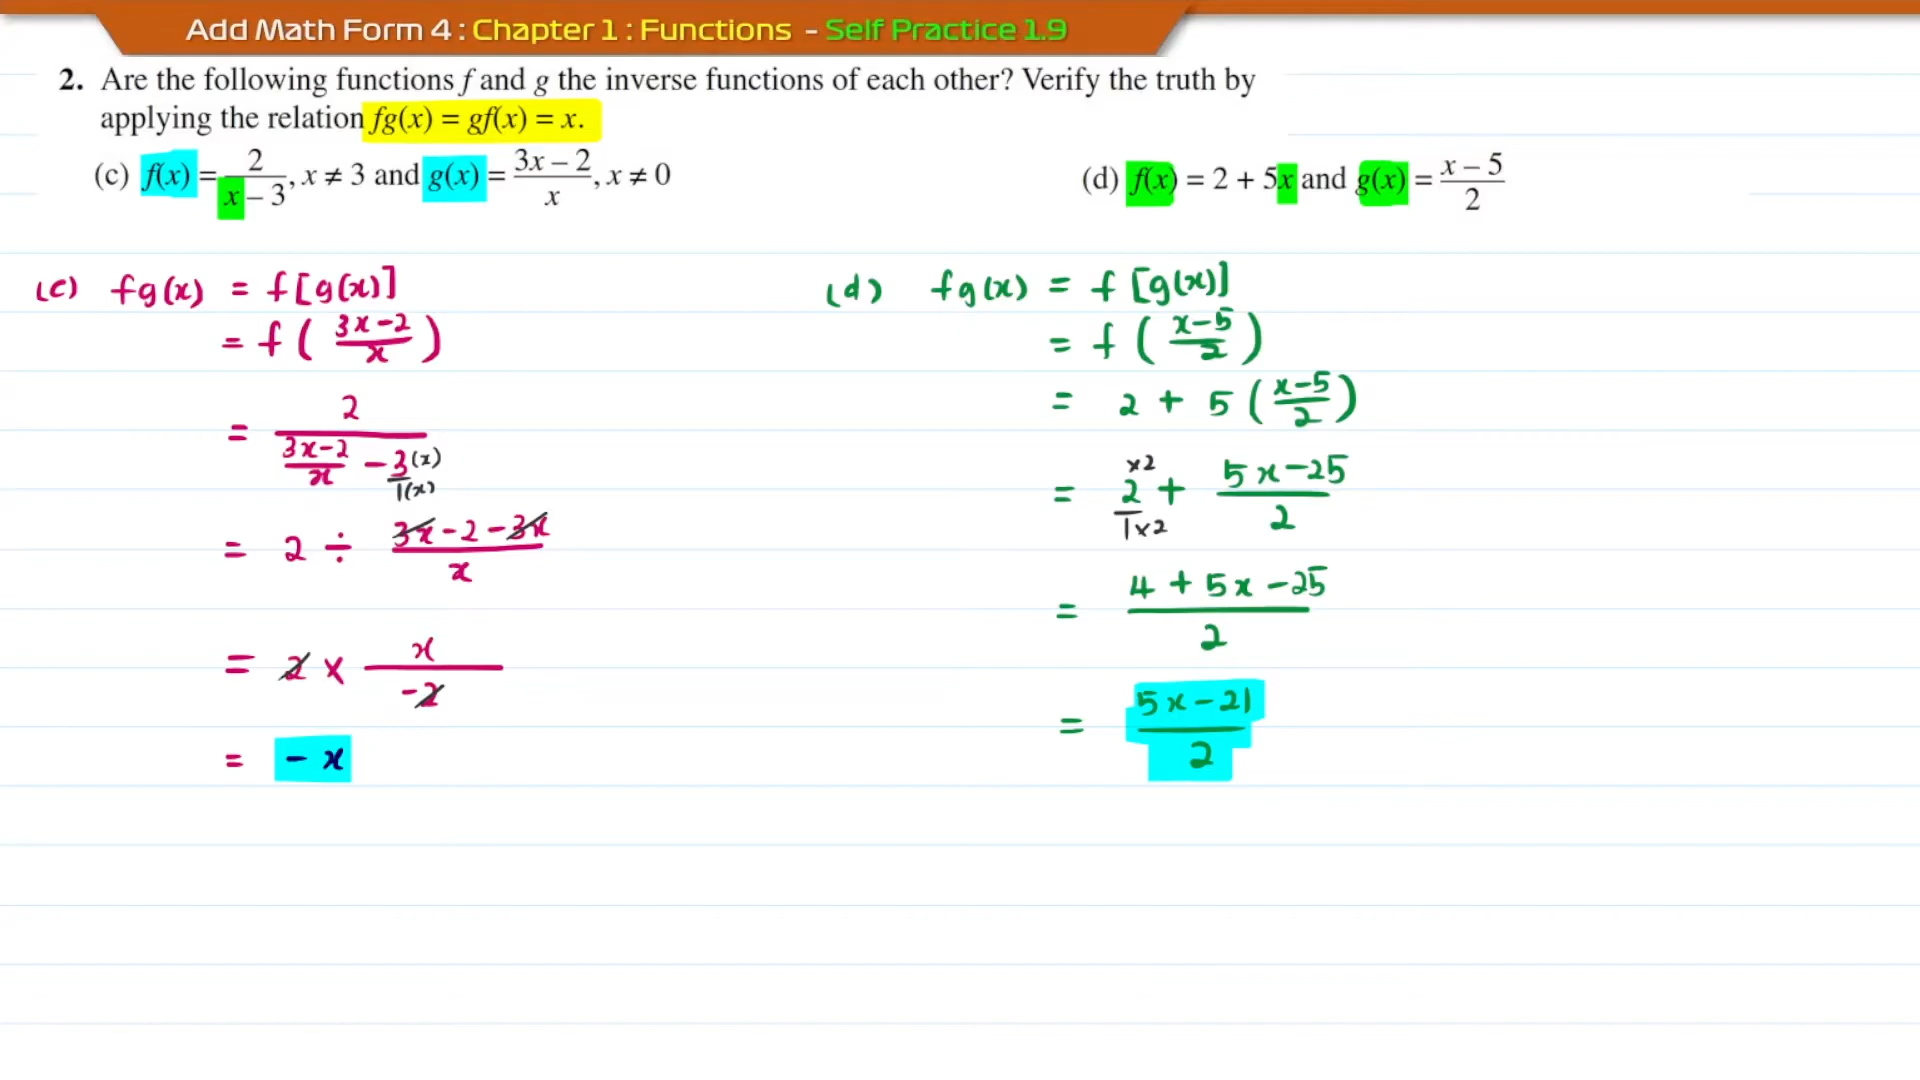 Add Math Form 4 : Chapter 1 : Functions - Self Practice 1.9
2. Are the following functions f and g the inverse functions of each other? Verify the truth by
applying the relation fg(x) = gf(x) = x.
(c) f(x) = 2/(x – 3), x ≠ 3 and g(x) = (3x – 2)/x, x ≠ 0
(d) f(x) = 2 + 5x and g(x) = (x – 5)/2
(c) fg(x) = f[g(x)]
= f((3x-2)/x)
= 2/((3x-2)/x - 3(x)/1(x))
= 2 ÷ (3x-2-3x)/x
= 2 × x/-2
= -x
(d) fg(x) = f[g(x)]
= f((x-5)/2)
= 2 + 5((x-5)/2)
= 2×2/1×2 + (5x-25)/2
= (4+5x-25)/2
= (5x-21)/2